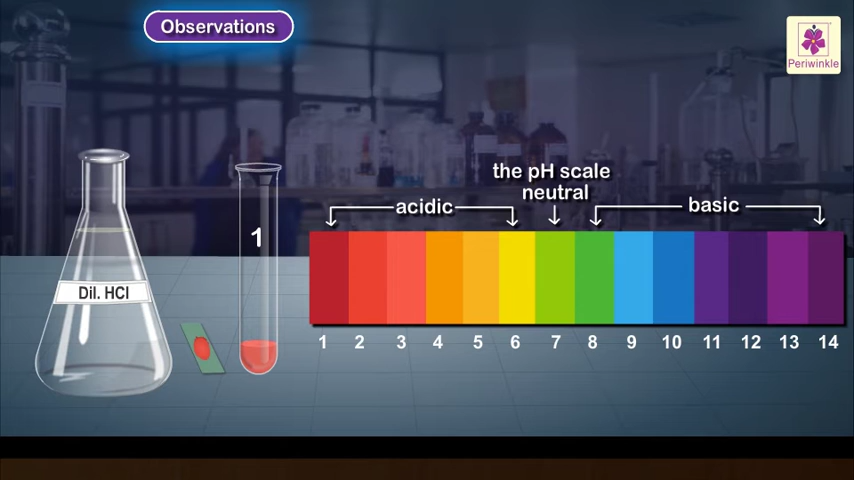 Observations
Periwinkle
the pH scale
neutral
acidic
basic
1
Dil. HCl
1 2 3 4 5 6 7 8 9 10 11 12 13 14